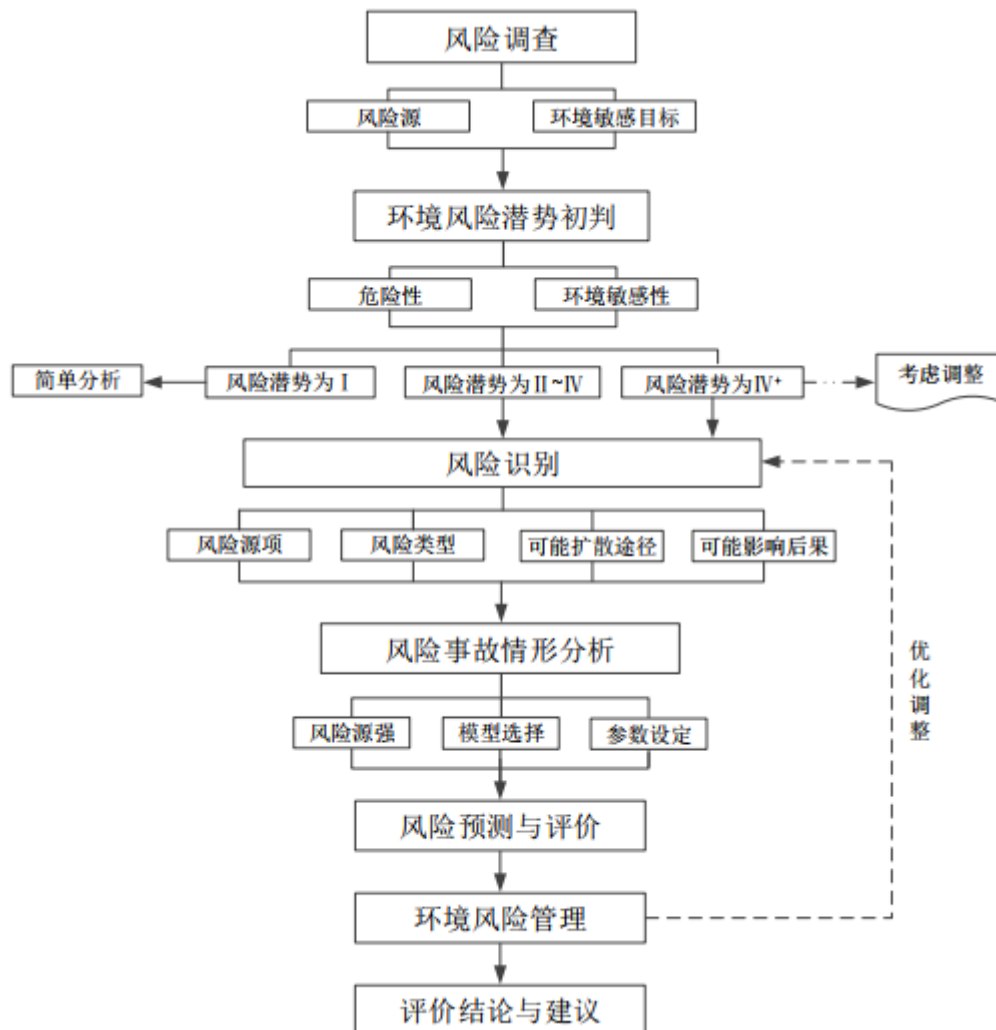 风险调查
风险源
环境敏感目标
环境风险潜势初判
危险性
环境敏感性
简单分析
风险潜势为Ⅰ
风险潜势为Ⅱ~Ⅳ
风险潜势为Ⅳ⁺
考虑调整
风险识别
风险源项
风险类型
可能扩散途径
可能影响后果
风险事故情形分析
优化调整
风险源强
模型选择
参数设定
风险预测与评价
环境风险管理
评价结论与建议